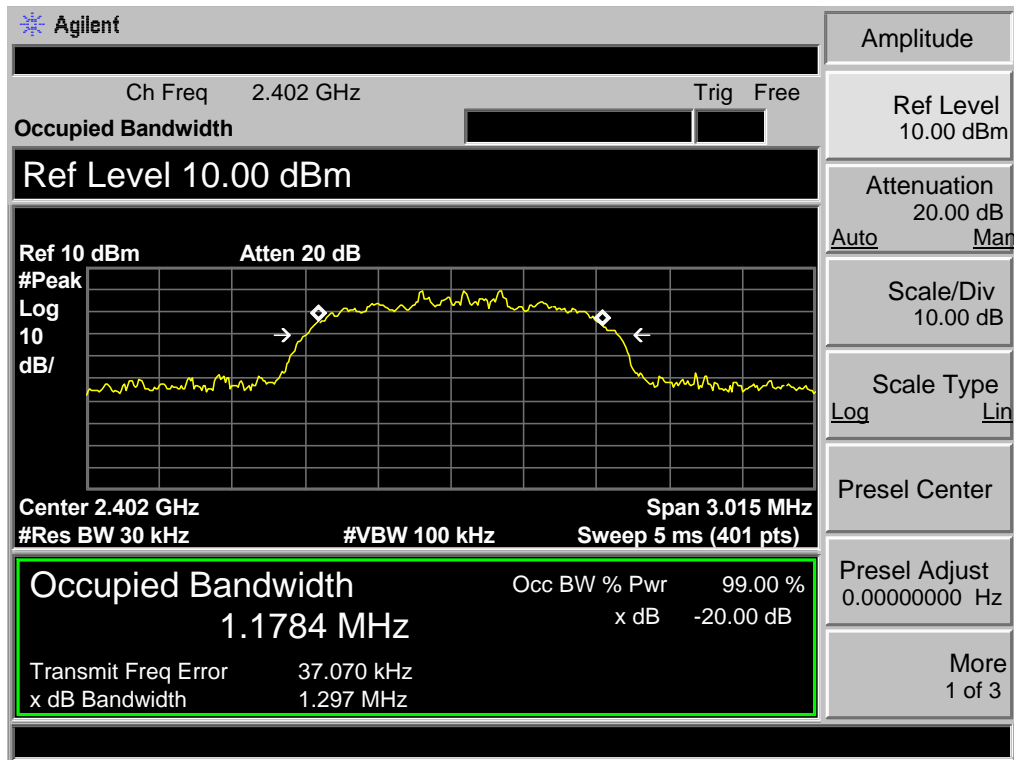 Agilent
Ch Freq 2.402 GHz Trig Free
Occupied Bandwidth
Ref Level 10.00 dBm
Ref 10 dBm Atten 20 dB
#Peak
Log
10
dB/
Center 2.402 GHz Span 3.015 MHz
#Res BW 30 kHz #VBW 100 kHz Sweep 5 ms (401 pts)
Occupied Bandwidth Occ BW % Pwr 99.00 %
1.1784 MHz x dB -20.00 dB
Transmit Freq Error 37.070 kHz
x dB Bandwidth 1.297 MHz
Amplitude
Ref Level
10.00 dBm
Attenuation
20.00 dB
Auto Man
Scale/Div
10.00 dB
Scale Type
Log Lin
Presel Center
Presel Adjust
0.00000000 Hz
More
1 of 3